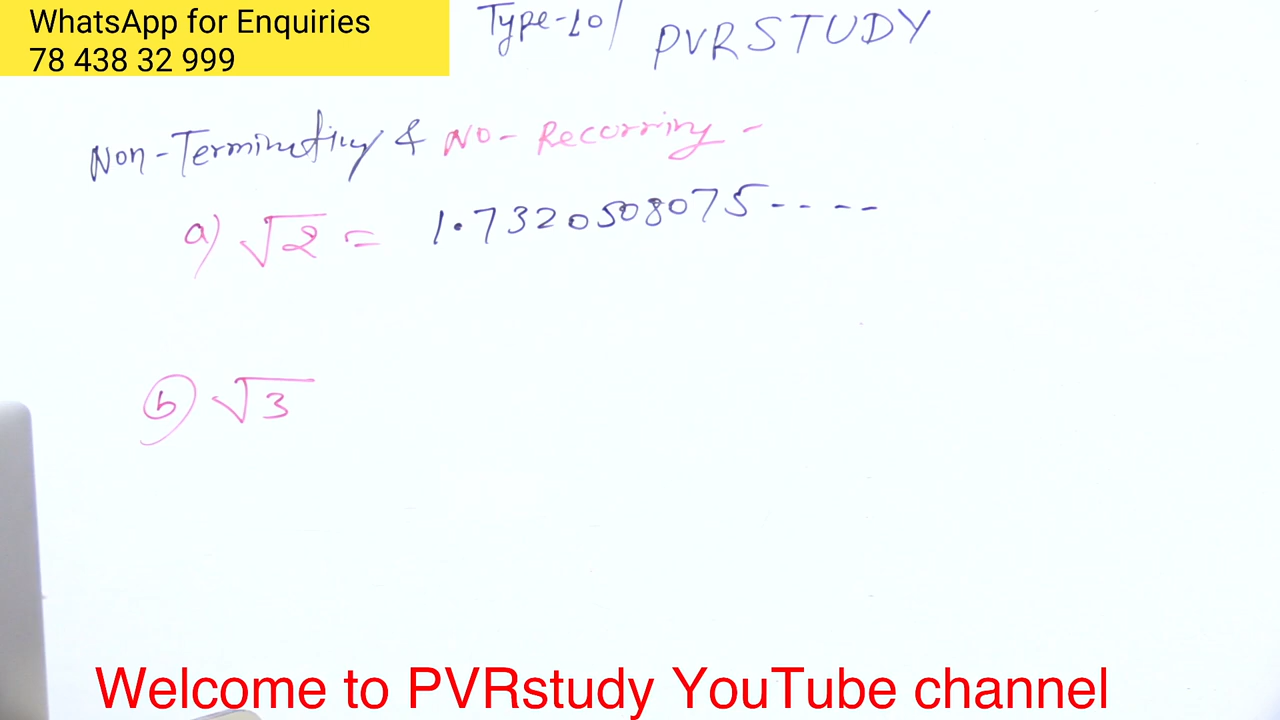 WhatsApp for Enquiries
78 438 32 999
Type-10/ PVRSTUDY
Non-Terminating & No-Recorring -
a) √2 = 1.7320508075----
b) √3
Welcome to PVRstudy YouTube channel